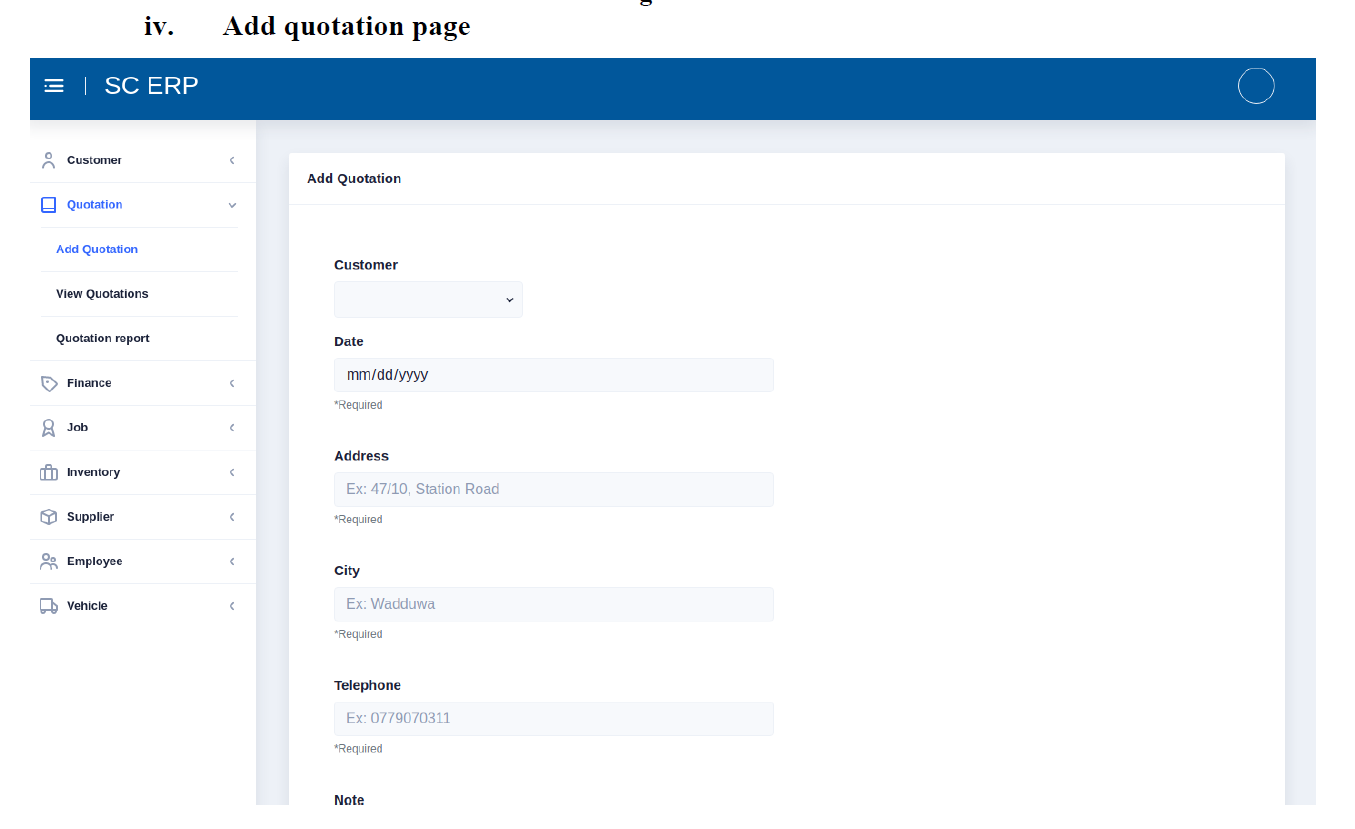 iv. Add quotation page
SC ERP
Customer
Quotation
Add Quotation
View Quotations
Quotation report
Finance
Job
Inventory
Supplier
Employee
Vehicle
Add Quotation
Customer
Date
mm/dd/yyyy
*Required
Address
Ex: 47/10, Station Road
*Required
City
Ex: Wadduwa
*Required
Telephone
Ex: 0779070311
*Required
Note